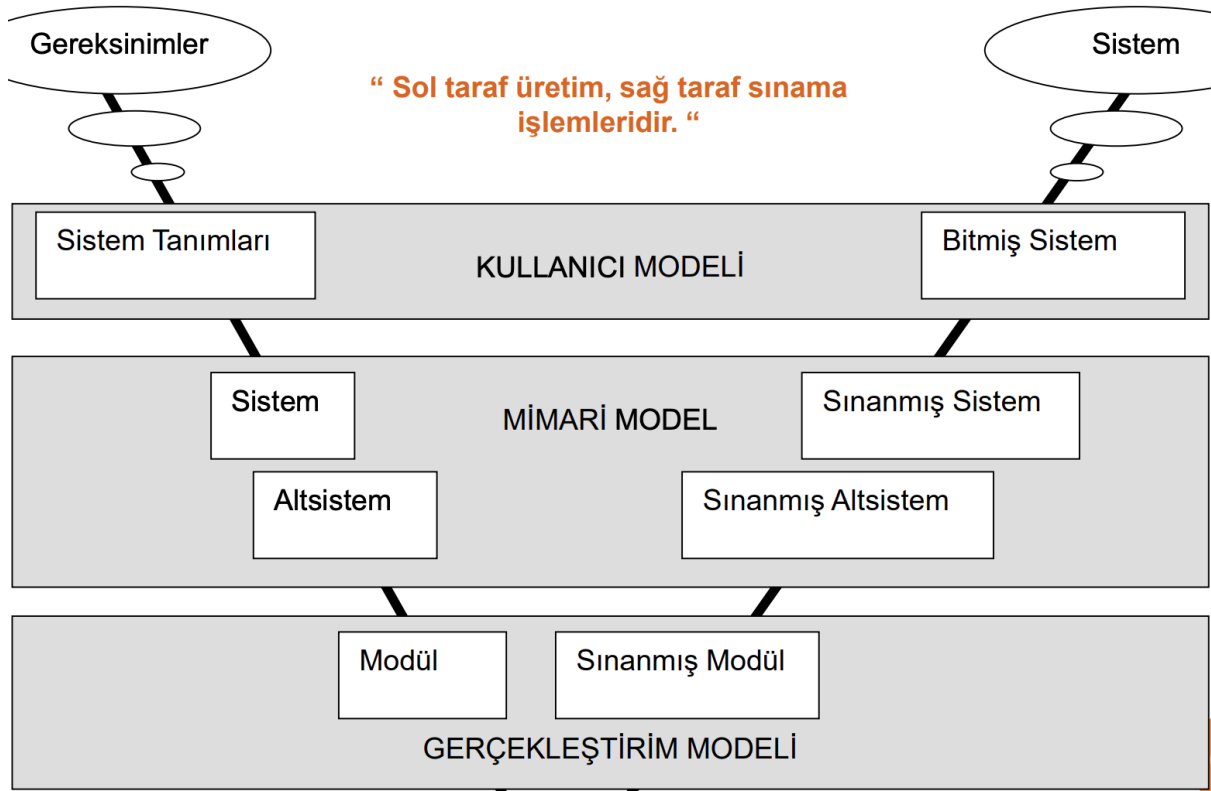 Gereksinimler
Sistem
“ Sol taraf üretim, sağ taraf sınama
işlemleridir. “
Sistem Tanımları
KULLANICI MODELİ
Bitmiş Sistem
Sistem
MİMARİ MODEL
Sınanmış Sistem
Altsistem
Sınanmış Altsistem
Modül
Sınanmış Modül
GERÇEKLEŞTİRİM MODELİ